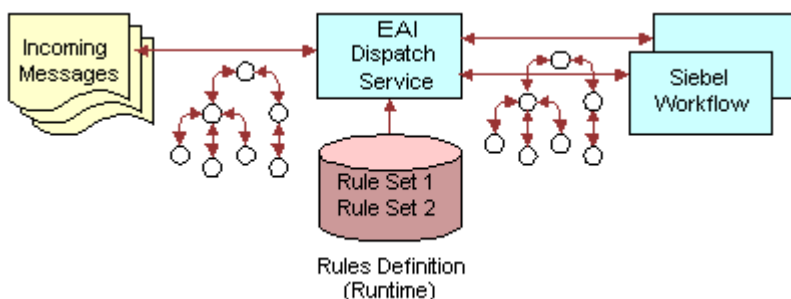 Incoming
Messages
EAI
Dispatch
Service
Siebel
Workflow
Rule Set 1
Rule Set 2
Rules Definition
(Runtime)